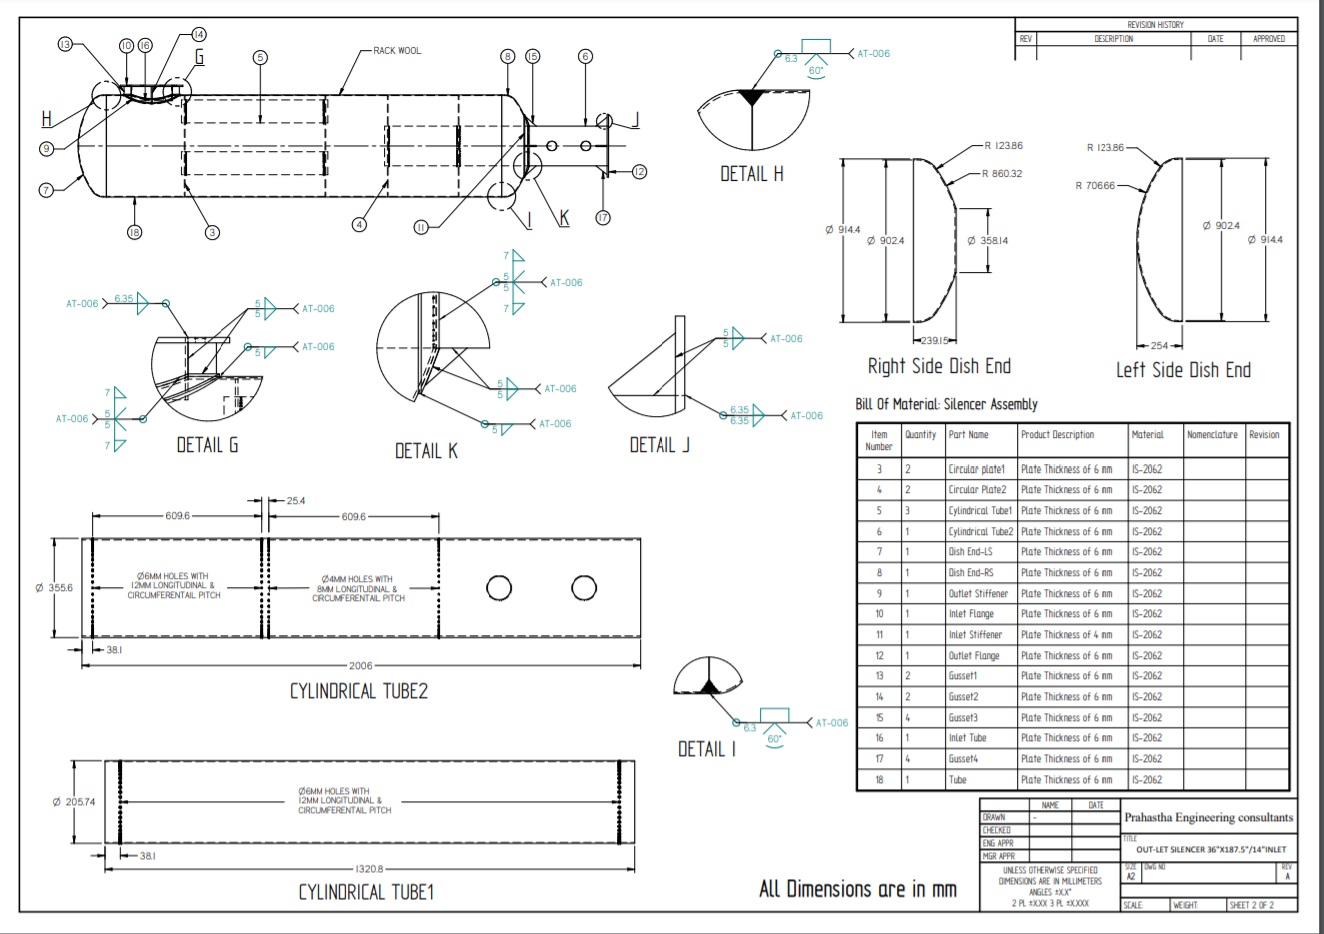 REVISION HISTORY
REV DESCRIPTION DATE APPROVED
13
10
16
14
G
5
RACK WOOL
8
15
6
H
J
9
7
12
18
3
4
11
I
K
17
6.3
60°
AT-006
DETAIL H
R 123.86
R 860.32
Ø 914.4
Ø 902.4
Ø 358.14
239.15
Right Side Dish End
R 123.86
R 706.66
Ø 902.4
Ø 914.4
254
Left Side Dish End
AT-006
6.35
5
5
AT-006
5
AT-006
7
5
5
7
AT-006
DETAIL G
7
5
5
7
AT-006
5
5
AT-006
5
AT-006
DETAIL K
5
5
AT-006
6.35
6.35
AT-006
DETAIL J
Bill Of Material: Silencer Assembly
Item Number Quantity Part Name Product Description Material Nomenclature Revision
3 2 Circular plate1 Plate Thickness of 6 mm IS-2062
4 2 Circular Plate2 Plate Thickness of 6 mm IS-2062
5 3 Cylindrical Tube1 Plate Thickness of 6 mm IS-2062
6 1 Cylindrical Tube2 Plate Thickness of 6 mm IS-2062
7 1 Dish End-LS Plate Thickness of 6 mm IS-2062
8 1 Dish End-RS Plate Thickness of 6 mm IS-2062
9 1 Outlet Stiffener Plate Thickness of 6 mm IS-2062
10 1 Inlet Flange Plate Thickness of 6 mm IS-2062
11 1 Inlet Stiffener Plate Thickness of 4 mm IS-2062
12 1 Outlet Flange Plate Thickness of 6 mm IS-2062
13 2 Gusset1 Plate Thickness of 6 mm IS-2062
14 2 Gusset2 Plate Thickness of 6 mm IS-2062
15 4 Gusset3 Plate Thickness of 6 mm IS-2062
16 1 Inlet Tube Plate Thickness of 6 mm IS-2062
17 4 Gusset4 Plate Thickness of 6 mm IS-2062
18 1 Tube Plate Thickness of 6 mm IS-2062
25.4
609.6
609.6
Ø 355.6
Ø6MM HOLES WITH
12MM LONGITUDINAL &
CIRCUMFERENTIAL PITCH
Ø4MM HOLES WITH
8MM LONGITUDINAL &
CIRCUMFERENTAIL PITCH
38.1
2006
CYLINDRICAL TUBE2
6.3
60°
AT-006
DETAIL I
Ø 205.74
Ø6MM HOLES WITH
12MM LONGITUDINAL &
CIRCUMFERENTIAL PITCH
38.1
1320.8
CYLINDRICAL TUBE1
All Dimensions are in mm
NAME DATE
DRAWN -
CHECKED
ENG APPR
MGR APPR
UNLESS OTHERWISE SPECIFIED
DIMENSIONS ARE IN MILLIMETERS
ANGLES ±X.X°
2 PL ±X.XX 3 PL ±X.XXX
Prahastha Engineering consultants
TITLE
OUT-LET SILENCER 36"X187.5"/14"INLET
SIZE
A2
DWG NO
REV
A
SCALE: WEIGHT: SHEET 2 OF 2